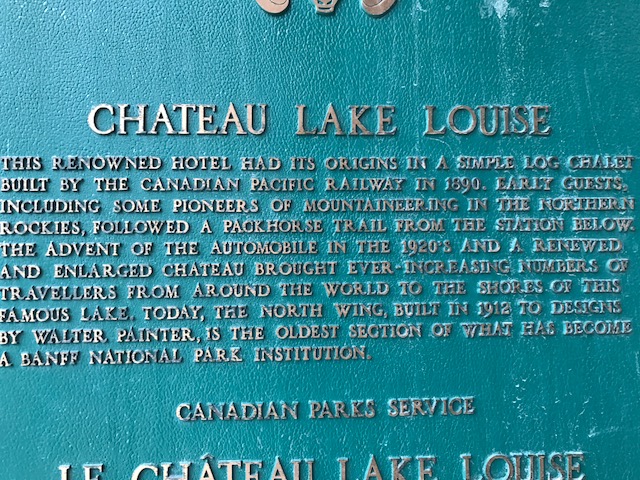 CHATEAU LAKE LOUISE
THIS RENOWNED HOTEL HAD ITS ORIGINS IN A SIMPLE LOG CHALET
BUILT BY THE CANADIAN PACIFIC RAILWAY IN 1890. EARLY GUESTS,
INCLUDING SOME PIONEERS OF MOUNTAINEERING IN THE NORTHERN
ROCKIES, FOLLOWED A PACKHORSE TRAIL FROM THE STATION BELOW.
THE ADVENT OF THE AUTOMOBILE IN THE 1920'S AND A RENEWED
AND ENLARGED CHATEAU BROUGHT EVER-INCREASING NUMBERS OF
TRAVELLERS FROM AROUND THE WORLD TO THE SHORES OF THIS
FAMOUS LAKE. TODAY, THE NORTH WING, BUILT IN 1912 TO DESIGNS
BY WALTER PAINTER, IS THE OLDEST SECTION OF WHAT HAS BECOME
A BANFF NATIONAL PARK INSTITUTION.
CANADIAN PARKS SERVICE
LE CHÂTEAU LAKE LOUISE